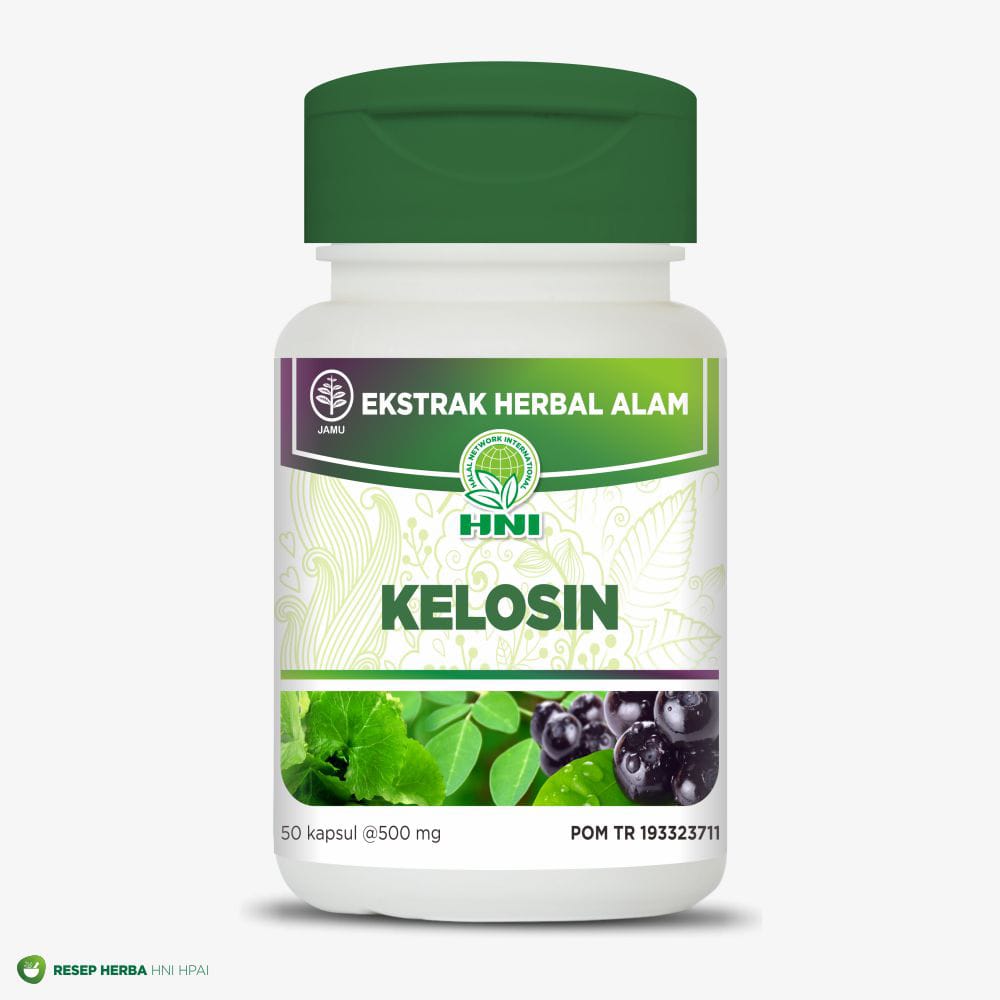 JAMU
EKSTRAK HERBAL ALAM
HALAL NETWORK INTERNATIONAL
HNI
KELOSIN
50 kapsul @500 mg
POM TR 193323711
RESEP HERBA HNI HPAI